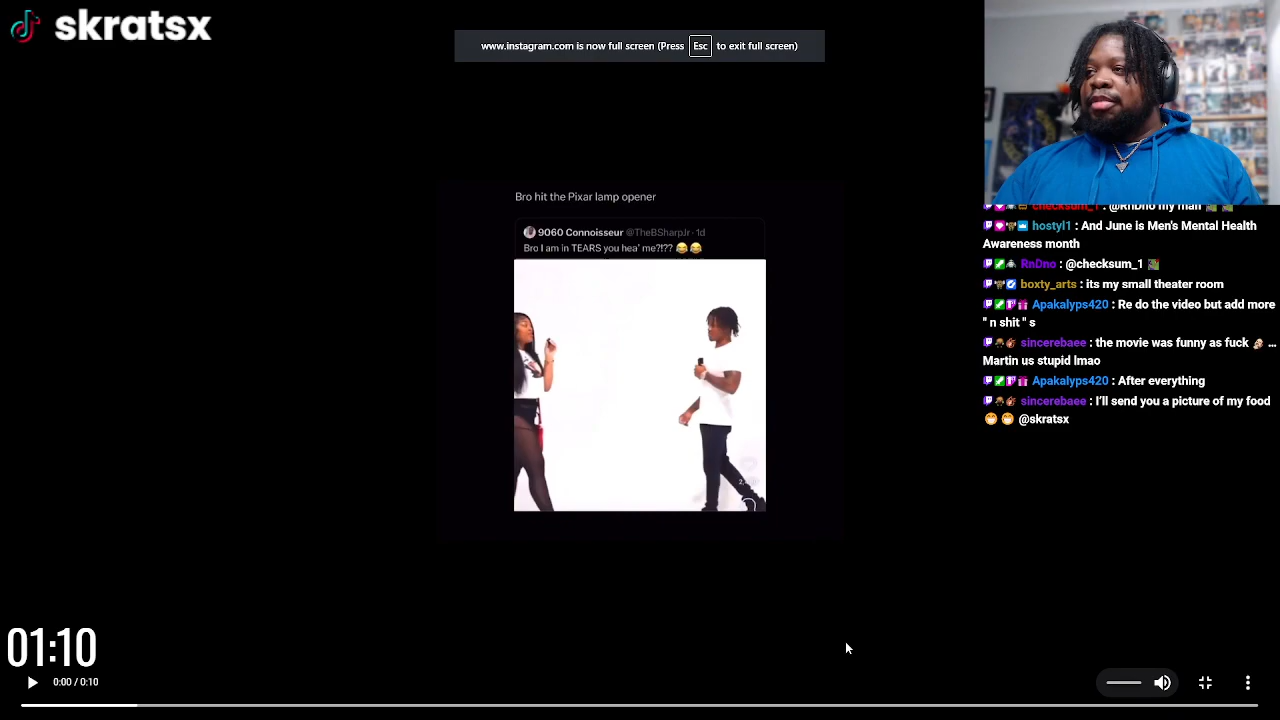 skratsx
www.instagram.com is now full screen (Press Esc to exit full screen)
Bro hit the Pixar lamp opener
9060 Connoisseur @TheBSharpJr · 1d
Bro I am in TEARS you hea' me?!?? 😂😂
checksum_1 : @RnDno my man
hostyl1 : And June is Men's Mental Health
Awareness month
RnDno : @checksum_1
boxty_arts : its my small theater room
Apakalyps420 : Re do the video but add more
" n shit " s
sincerebaee : the movie was funny as fuck ...
Martin us stupid lmao
Apakalyps420 : After everything
sincerebaee : I'll send you a picture of my food
@skratsx
01:10
0:00 / 0:10